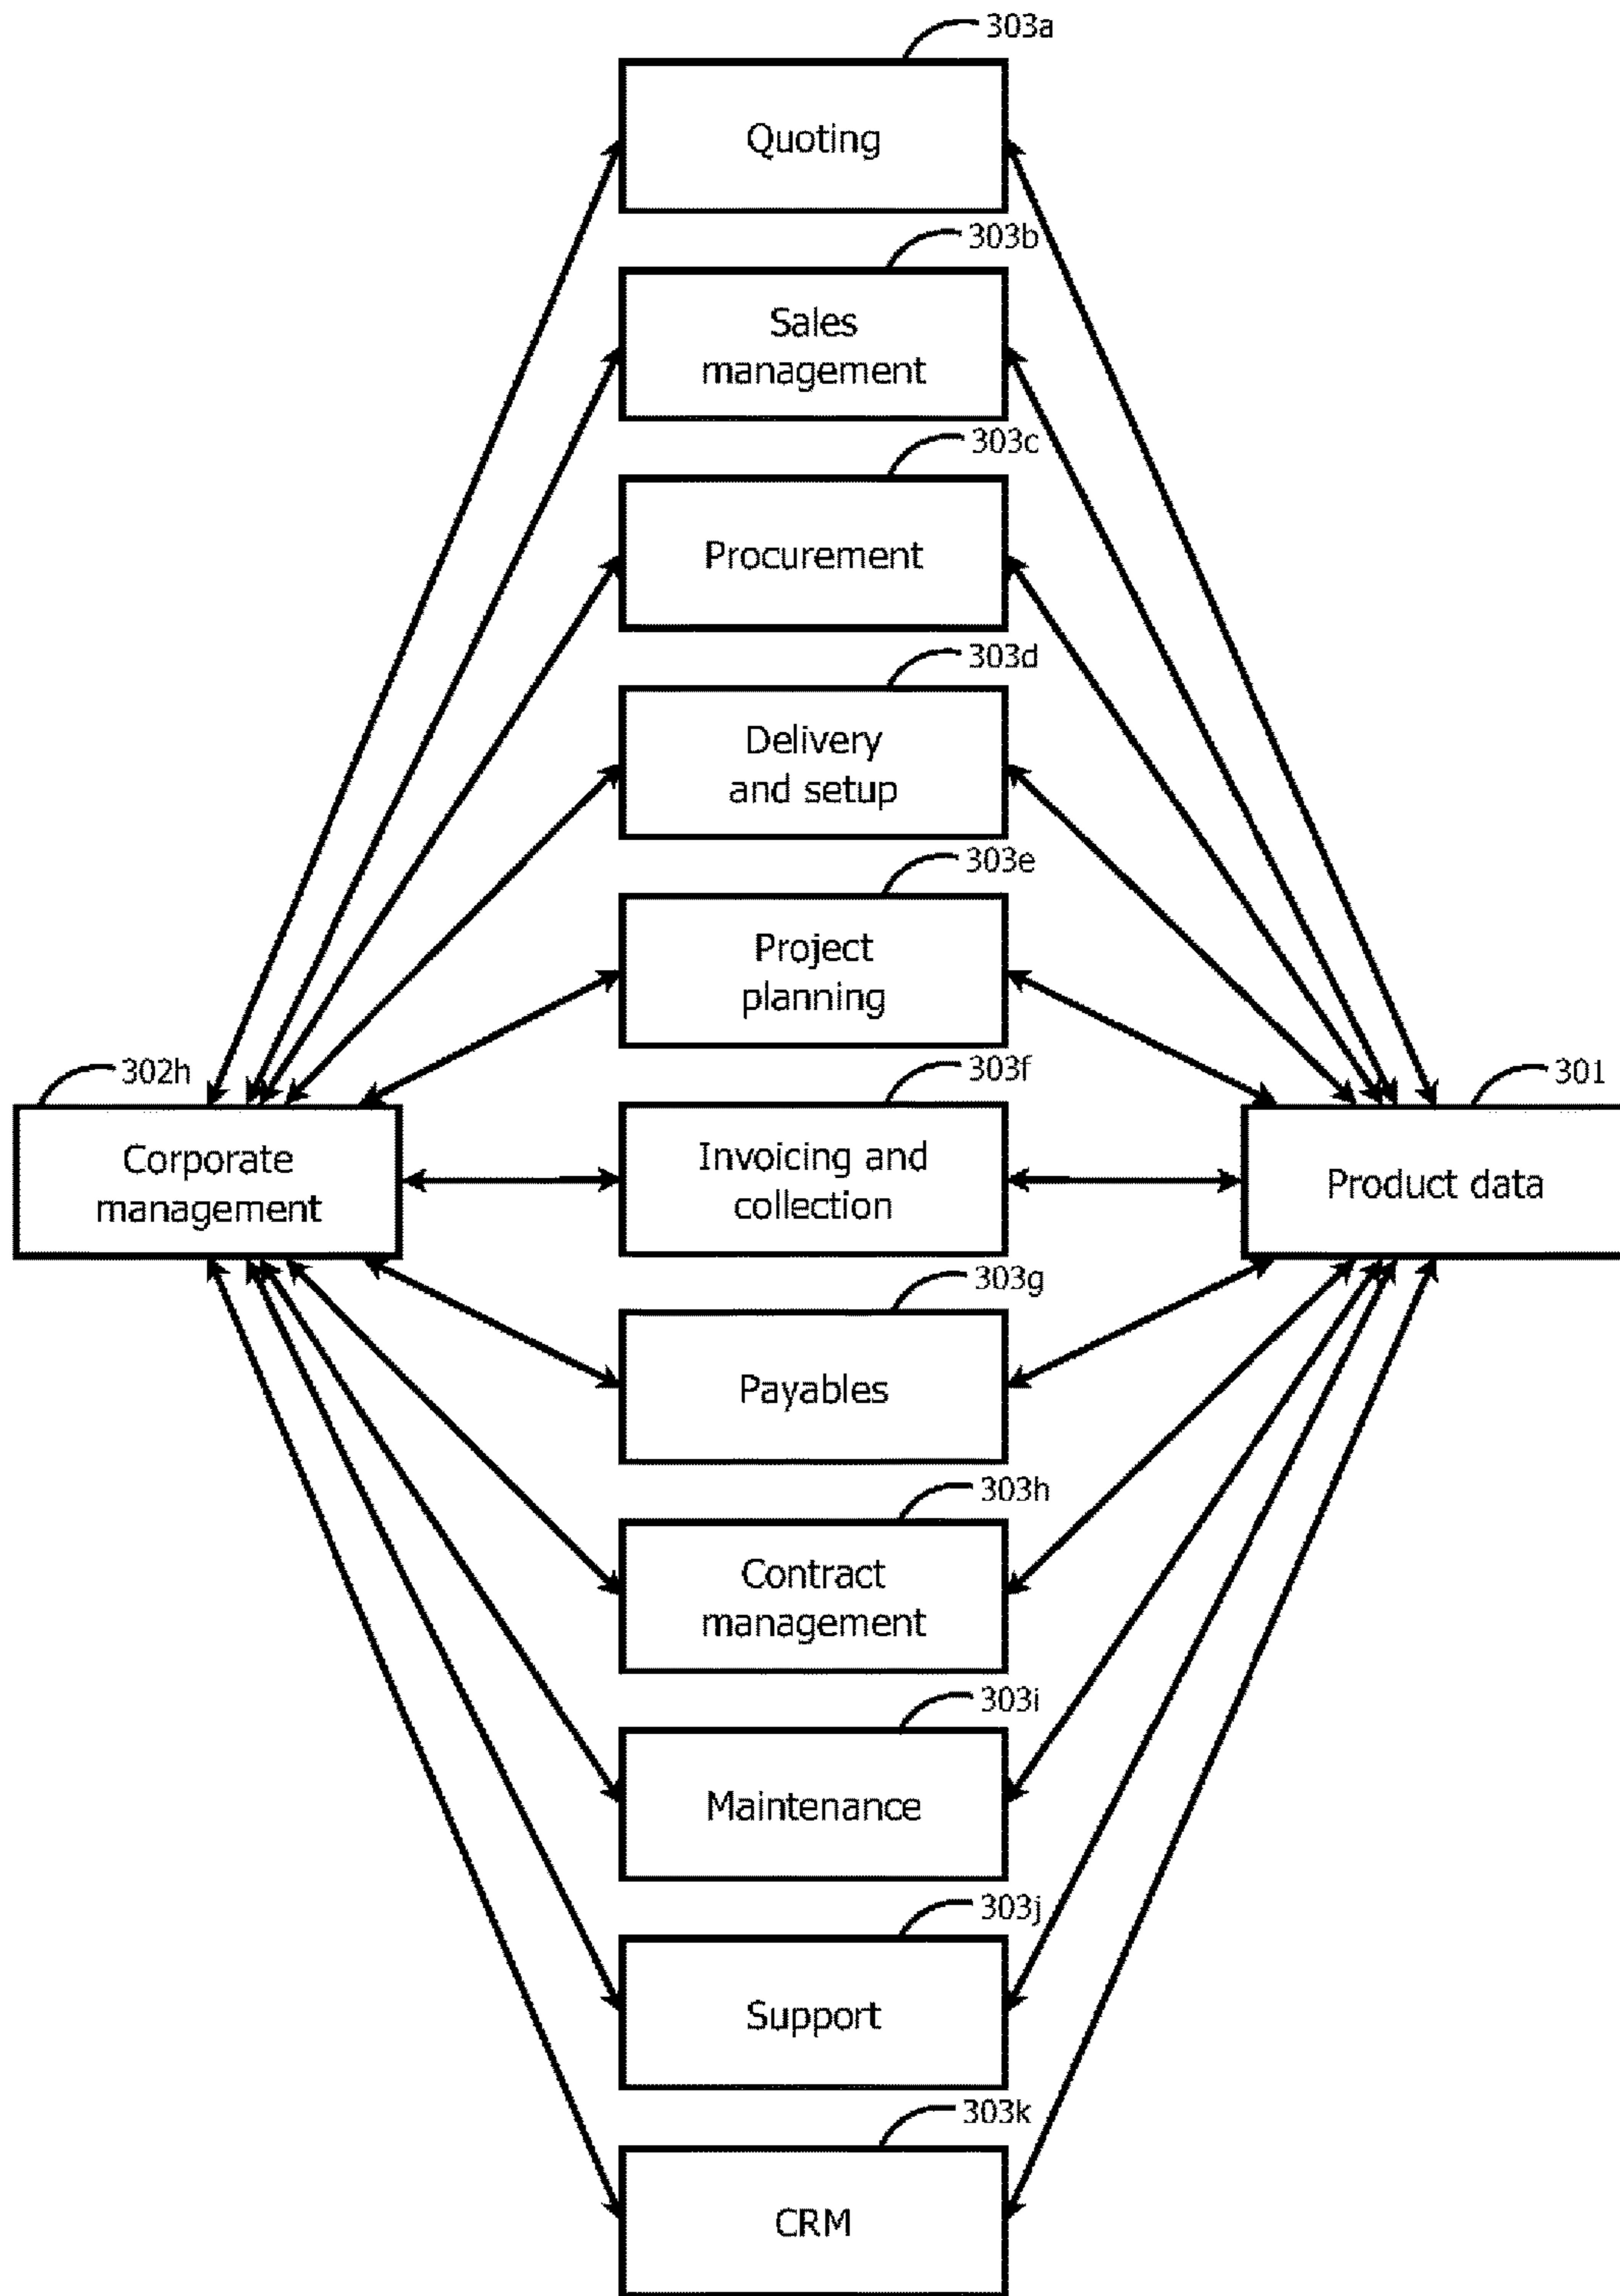 303a
Quoting
303b
Sales
management
303c
Procurement
303d
Delivery
and setup
303e
Project
planning
303f
302h
301
Invoicing and
collection
Corporate
management
Product data
303g
Payables
303h
Contract
management
303i
Maintenance
303j
Support
303k
CRM